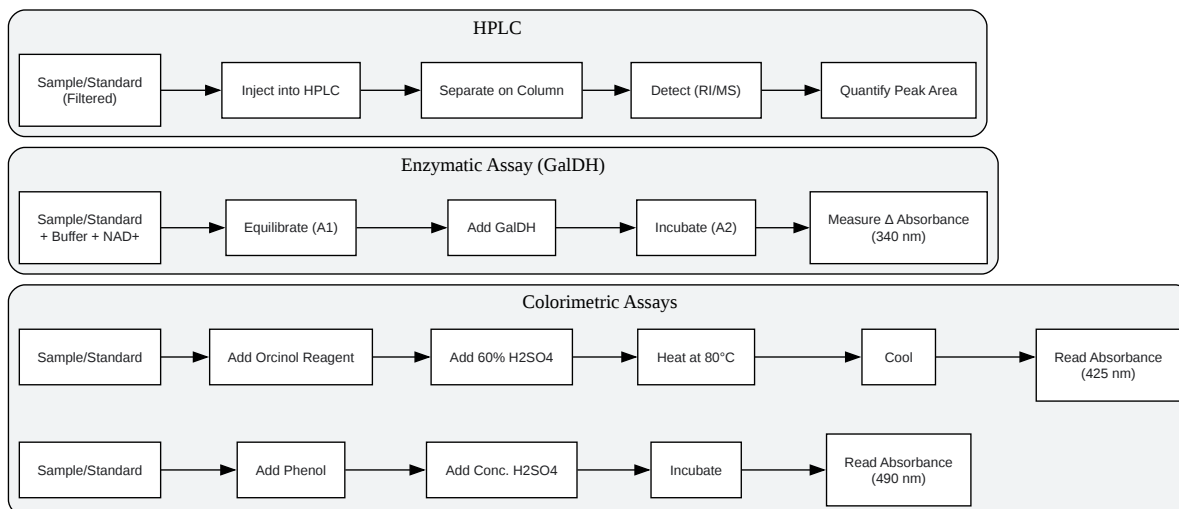 HPLC
Sample/Standard
(Filtered)
Inject into HPLC
Separate on Column
Detect (RI/MS)
Quantify Peak Area
Enzymatic Assay (GalDH)
Sample/Standard
+ Buffer + NAD+
Equilibrate (A1)
Add GalDH
Incubate (A2)
Measure Δ Absorbance
(340 nm)
Colorimetric Assays
Sample/Standard
Add Orcinol Reagent
Add 60% H2SO4
Heat at 80°C
Cool
Read Absorbance
(425 nm)
Sample/Standard
Add Phenol
Add Conc. H2SO4
Incubate
Read Absorbance
(490 nm)